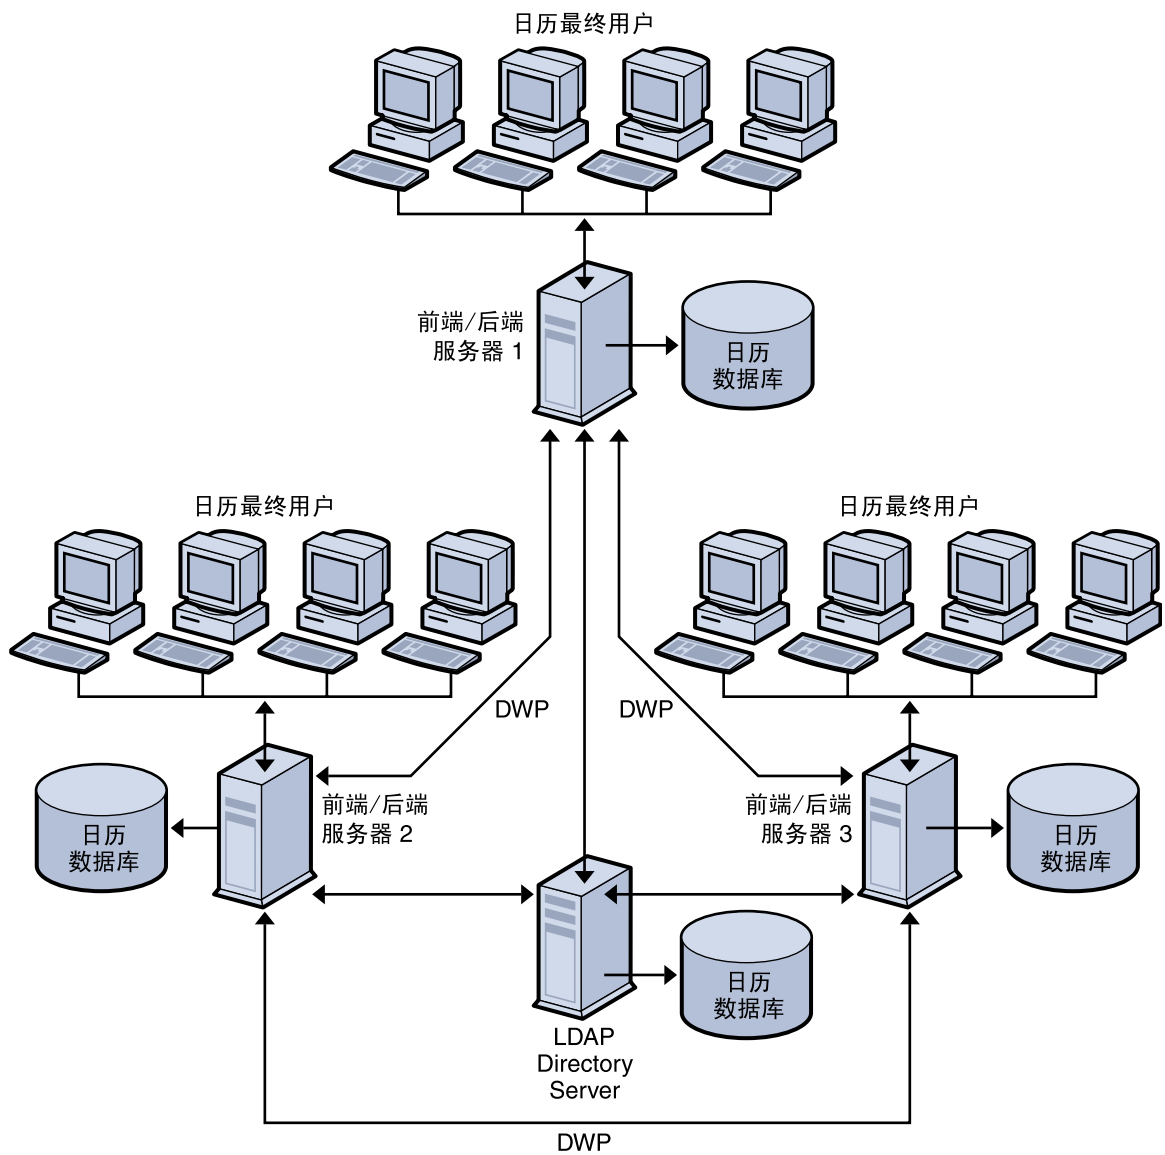 日历最终用户
前端/后端
服务器 1
日历
数据库
日历最终用户
日历最终用户
DWP
DWP
日历
数据库
前端/后端
服务器 2
前端/后端
服务器 3
日历
数据库
日历
数据库
LDAP
Directory
Server
DWP